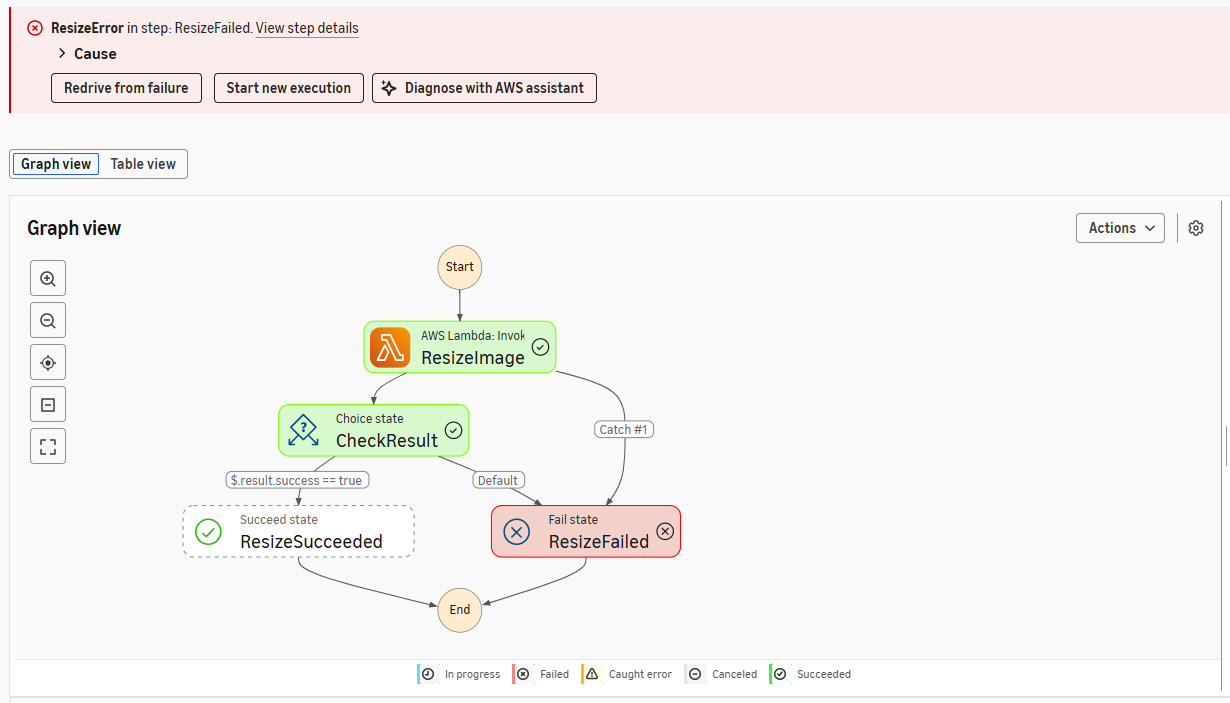 ResizeError in step: ResizeFailed. View step details
Cause
Redrive from failure
Start new execution
Diagnose with AWS assistant
Graph view
Table view
Graph view
Actions
Start
AWS Lambda: Invok
ResizeImage
Choice state
CheckResult
Catch #1
$.result.success == true
Default
Succeed state
ResizeSucceeded
Fail state
ResizeFailed
End
In progress
Failed
Caught error
Canceled
Succeeded